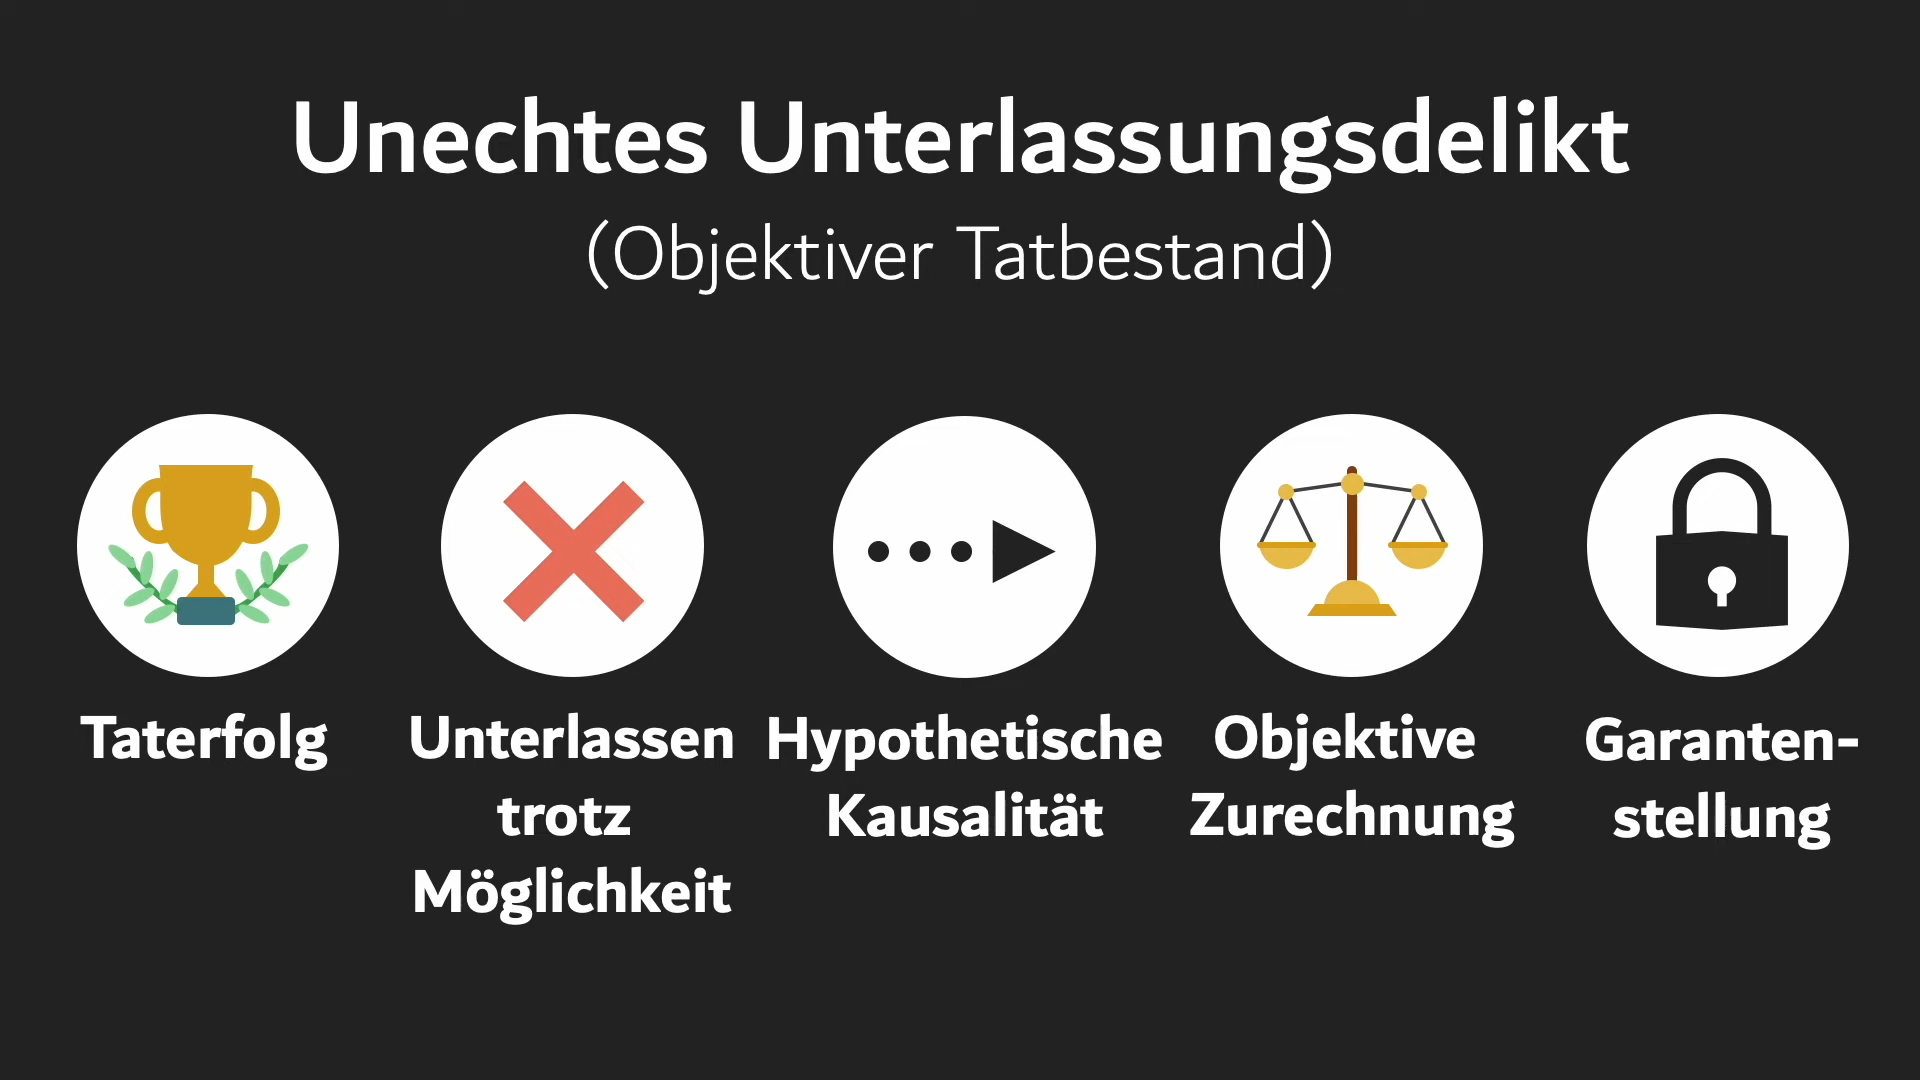 Unechtes Unterlassungsdelikt
(Objektiver Tatbestand)
Taterfolg
Unterlassen
trotz
Möglichkeit
Hypothetische
Kausalität
Objektive
Zurechnung
Garanten-
stellung